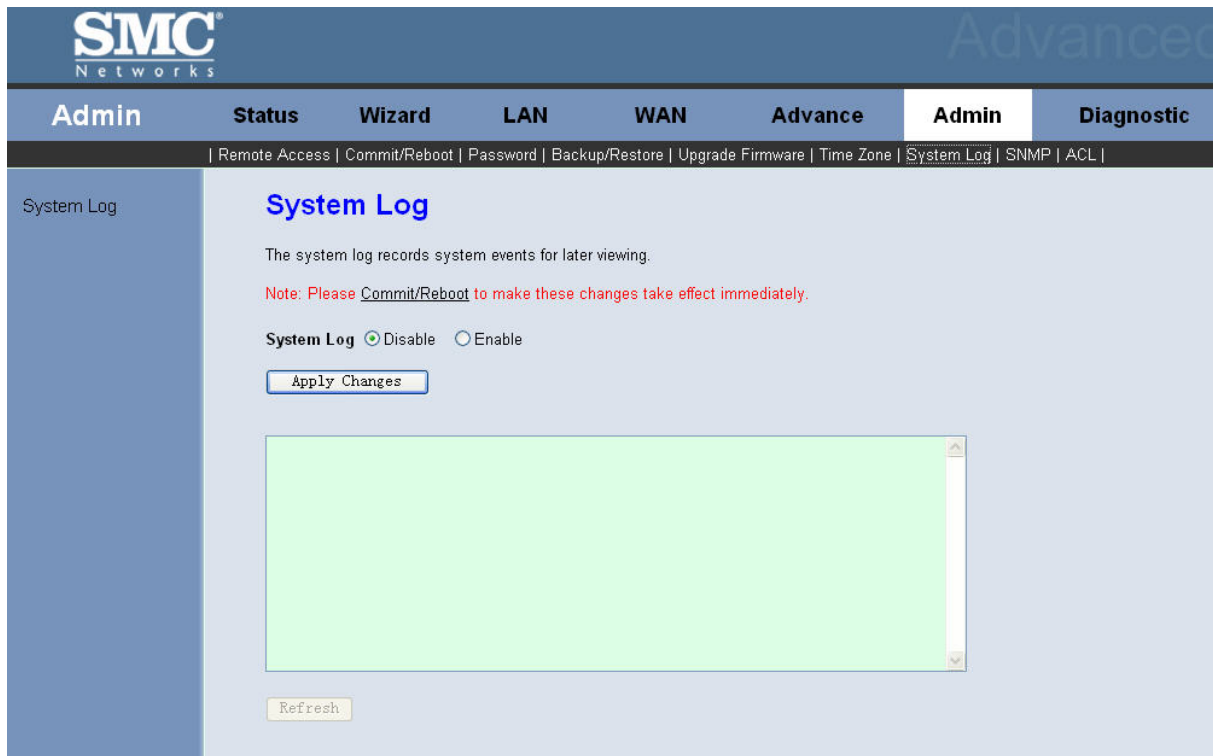 SMC®
Networks
Advanced
Admin Status Wizard LAN WAN Advance Admin Diagnostic
| Remote Access | Commit/Reboot | Password | Backup/Restore | Upgrade Firmware | Time Zone | System Log | SNMP | ACL |
System Log
System Log
The system log records system events for later viewing.
Note: Please Commit/Reboot to make these changes take effect immediately.
System Log Disable Enable
Apply Changes
Refresh